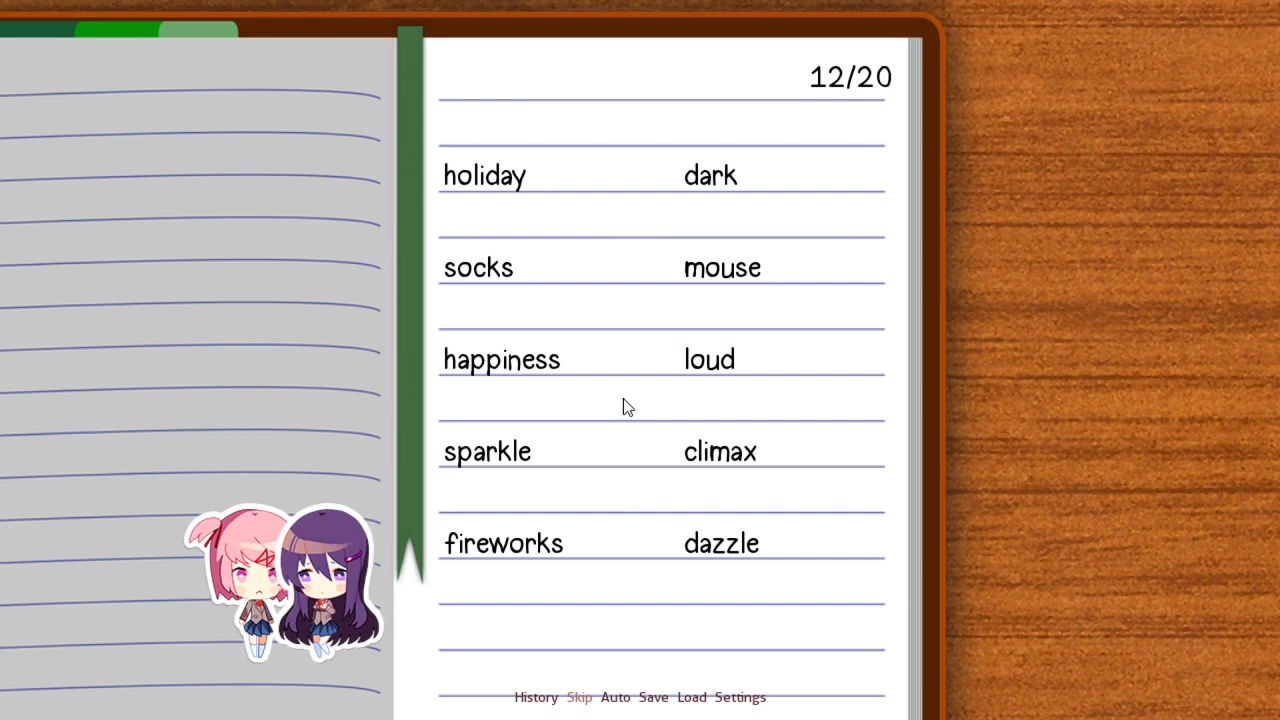 12/20
holiday dark
socks mouse
happiness loud
sparkle climax
fireworks dazzle
History Skip Auto Save Load Settings